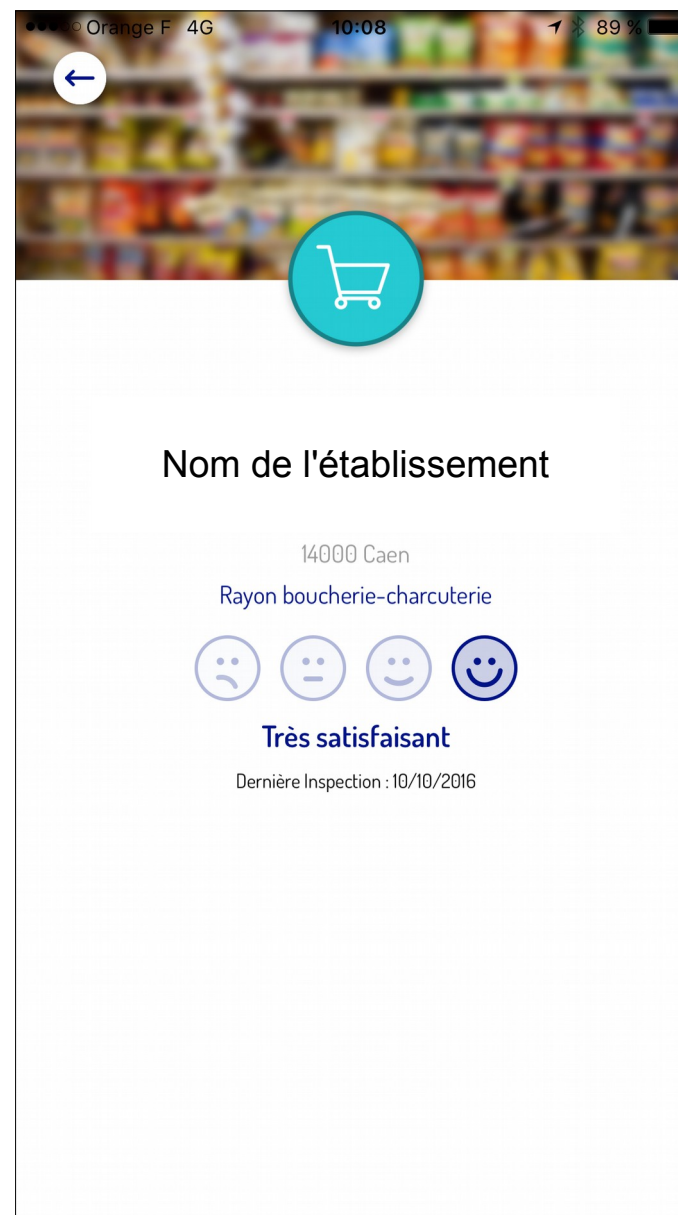 Orange F 4G 10:08 89 %
Nom de l'établissement
14000 Caen
Rayon boucherie-charcuterie
Très satisfaisant
Dernière Inspection : 10/10/2016